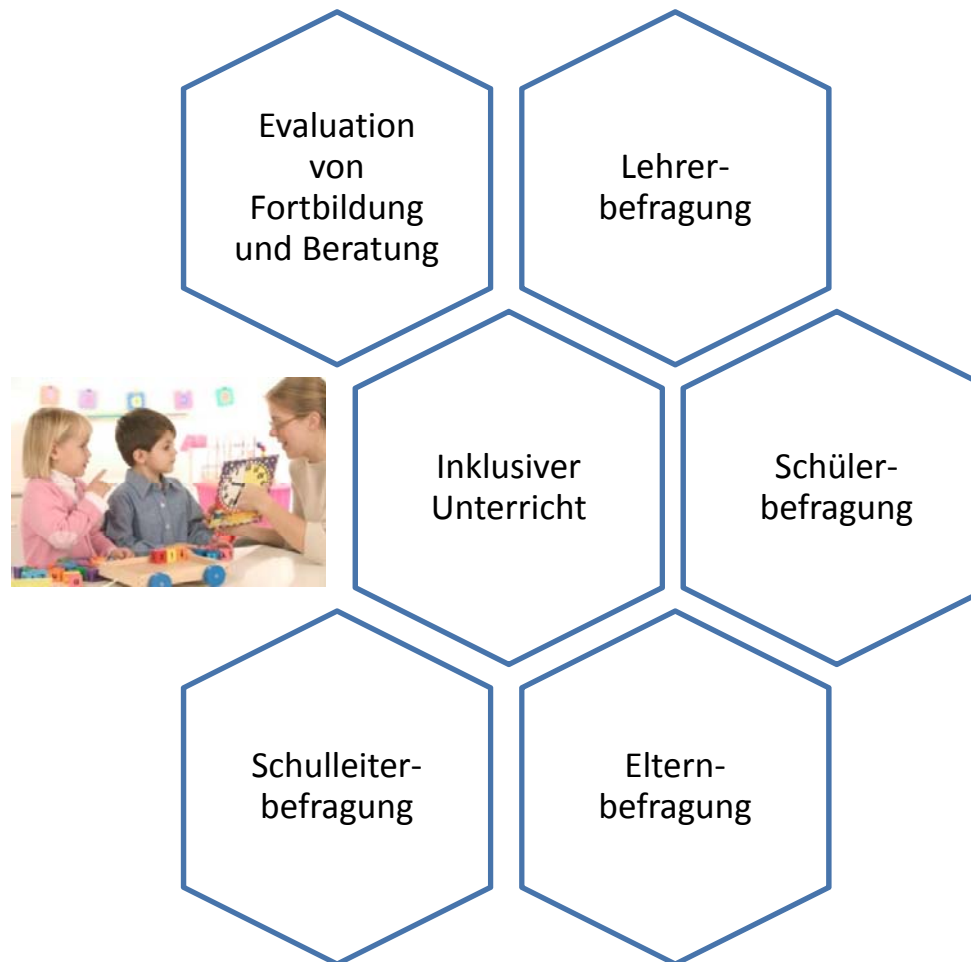 Evaluation
von
Fortbildung
und Beratung
Lehrer-
befragung
Inklusiver
Unterricht
Schüler-
befragung
Schulleiter-
befragung
Eltern-
befragung